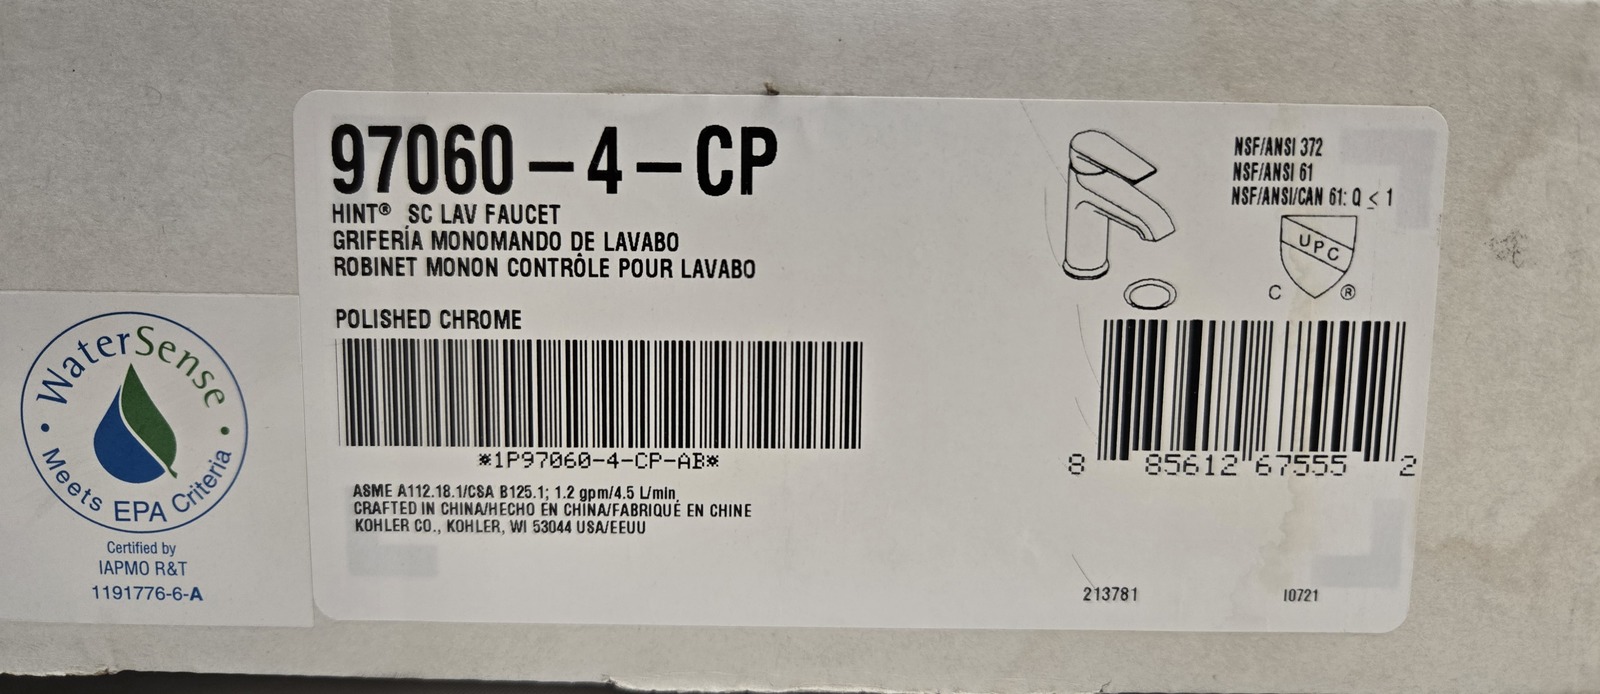 97060-4-CP
HINT® SC LAV FAUCET
GRIFERÍA MONOMANDO DE LAVABO
ROBINET MONON CONTRÔLE POUR LAVABO
POLISHED CHROME
*1P97060-4-CP-AB*
ASME A112.18.1/CSA B125.1; 1.2 gpm/4.5 L/min
CRAFTED IN CHINA/HECHO EN CHINA/FABRIQUÉ EN CHINE
KOHLER CO., KOHLER, WI 53044 USA/EEUU
NSF/ANSI 372
NSF/ANSI 61
NSF/ANSI/CAN 61: Q ≤ 1
UPC
C ®
8 85612 67555 2
213781
I0721
WaterSense
Meets EPA Criteria
Certified by
IAPMO R&T
1191776-6-A